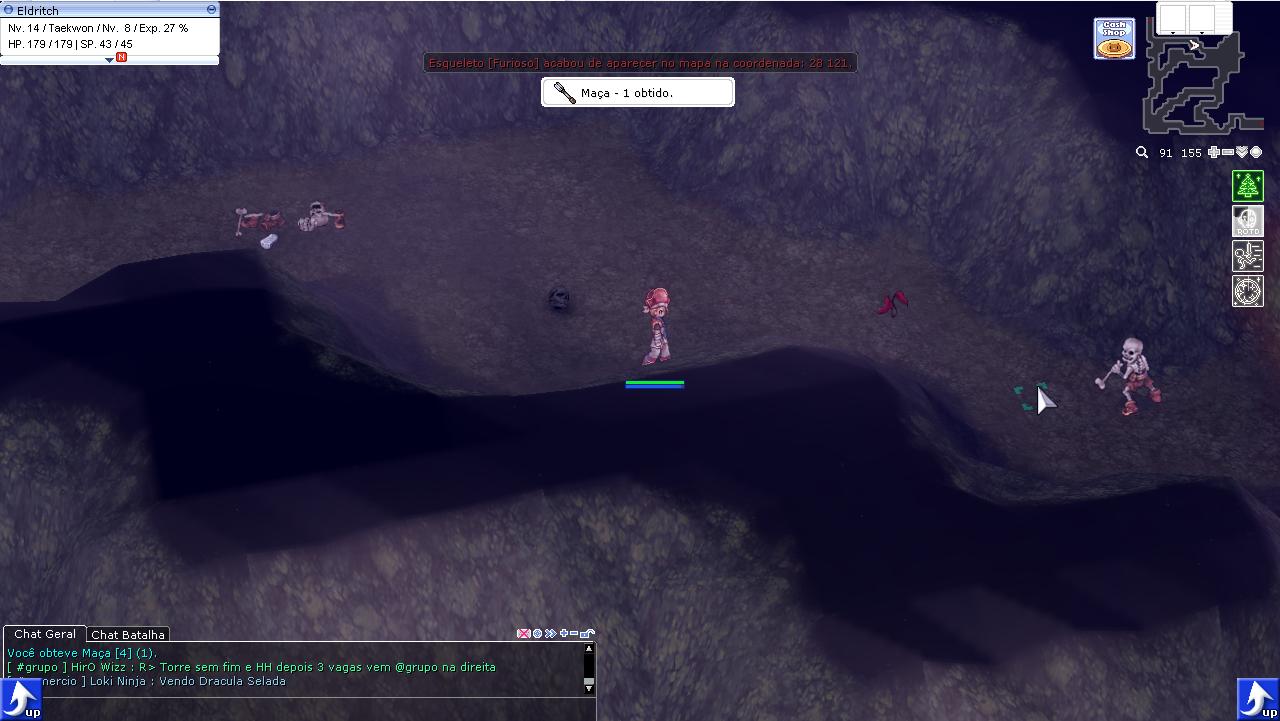 Eldritch
Nv. 14 / Taekwon / Nv. 8 / Exp. 27 %
HP. 179 / 179 | SP. 43 / 45
N
Esqueleto [Furioso] acabou de aparecer no mapa na coordenada: 28 121.
Maça - 1 obtido.
Cash Shop
91 155
ROTD
Chat Geral
Chat Batalha
Você obteve Maça [4] (1).
[ #grupo ] HirO Wizz : R> Torre sem fim e HH depois 3 vagas vem @grupo na direita
mercio ] Loki Ninja : Vendo Dracula Selada
up
up